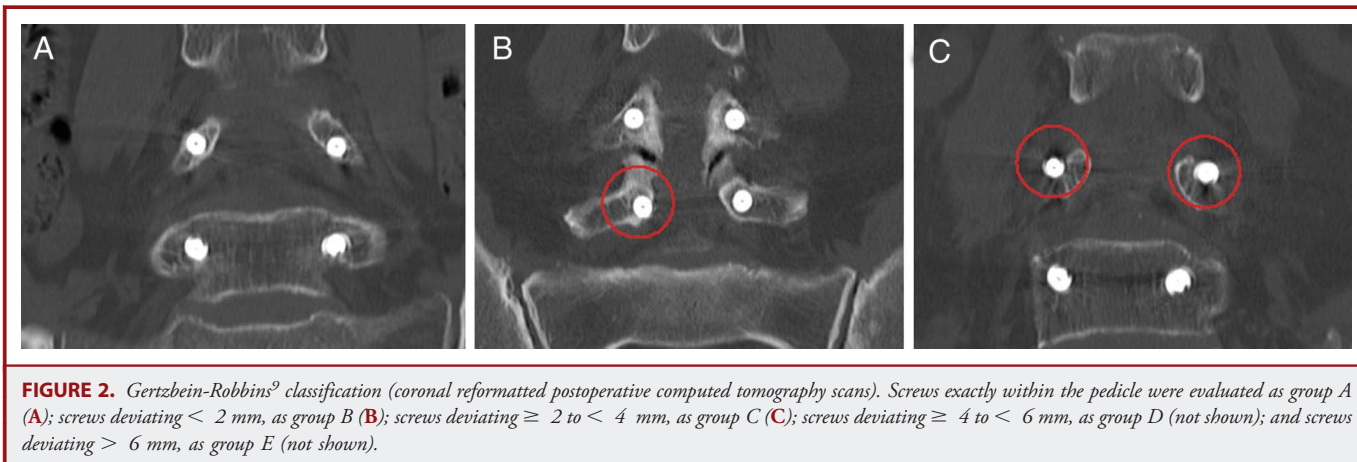 A
B
C
FIGURE 2. Gertzbein-Robbins⁹ classification (coronal reformatted postoperative computed tomography scans). Screws exactly within the pedicle were evaluated as group A
(A); screws deviating < 2 mm, as group B (B); screws deviating ≥ 2 to < 4 mm, as group C (C); screws deviating ≥ 4 to < 6 mm, as group D (not shown); and screws
deviating > 6 mm, as group E (not shown).